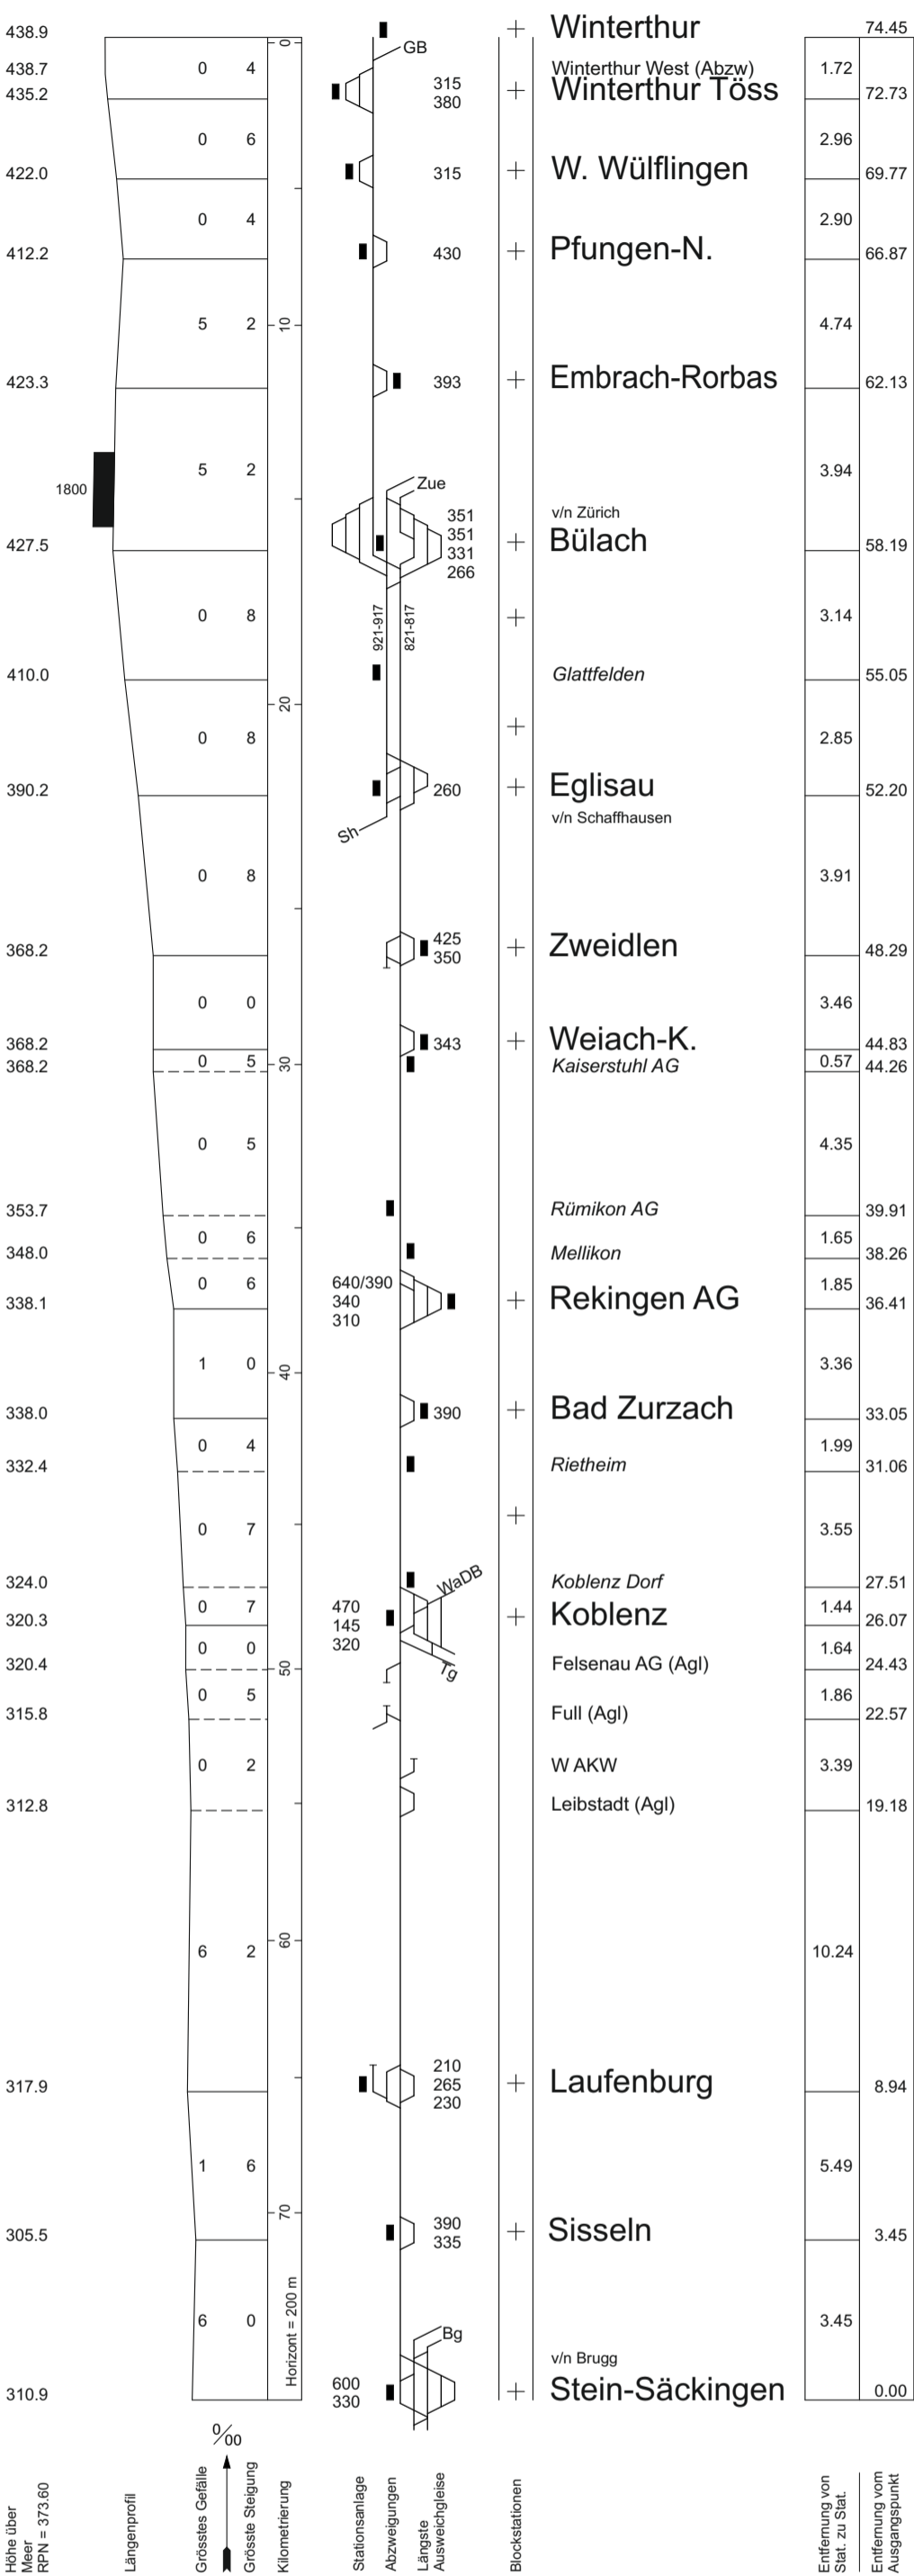 438.9 Winterthur 74.45
0
GB
438.7 0 4 Winterthur West (Abzw) 1.72
435.2 315 Winterthur Töss 72.73
380
0 6 2.96
422.0 315 W. Wülflingen 69.77
0 4 2.90
412.2 430 Pfungen-N. 66.87
5 2 10 4.74
423.3 393 Embrach-Rorbas 62.13
5 2 3.94
1800 Zue
351 v/n Zürich
351
427.5 331 Bülach 58.19
266
0 8 921-917 821-817 3.14
410.0 Glattfelden 55.05
20
0 8 2.85
390.2 260 Eglisau 52.20
Sh v/n Schaffhausen
0 8 3.91
368.2 425 Zweidlen 48.29
350
0 0 3.46
368.2 343 Weiach-K. 44.83
368.2 0 5 30 Kaiserstuhl AG 0.57 44.26
0 5 4.35
353.7 Rümikon AG 39.91
0 6 1.65
348.0 Mellikon 38.26
0 6 640/390 1.85
338.1 340 Rekingen AG 36.41
310
1 0 40 3.36
338.0 390 Bad Zurzach 33.05
0 4 1.99
332.4 Rietheim 31.06
0 7 3.55
324.0 WaDB Koblenz Dorf 27.51
0 7 470 1.44
320.3 145 Koblenz 26.07
0 0 320 1.64
320.4 50 Tg Felsenau AG (Agl) 24.43
0 5 1.86
315.8 Full (Agl) 22.57
0 2 W AKW 3.39
312.8 Leibstadt (Agl) 19.18
6 2 60 10.24
210
317.9 265 Laufenburg 8.94
230
1 6 5.49
70
390
305.5 335 Sisseln 3.45
6 0 Horizont = 200 m 3.45
Bg
v/n Brugg
600
310.9 330 Stein-Säckingen 0.00
0/00
Höhe über
Meer
RPN = 373.60
Längenprofil
Grösstes Gefälle
Grösste Steigung
Kilometrierung
Stationsanlage
Abzweigungen
Längste
Ausweichgleise
Blockstationen
Entfernung von
Stat. zu Stat.
Entfernung vom
Ausgangspunkt